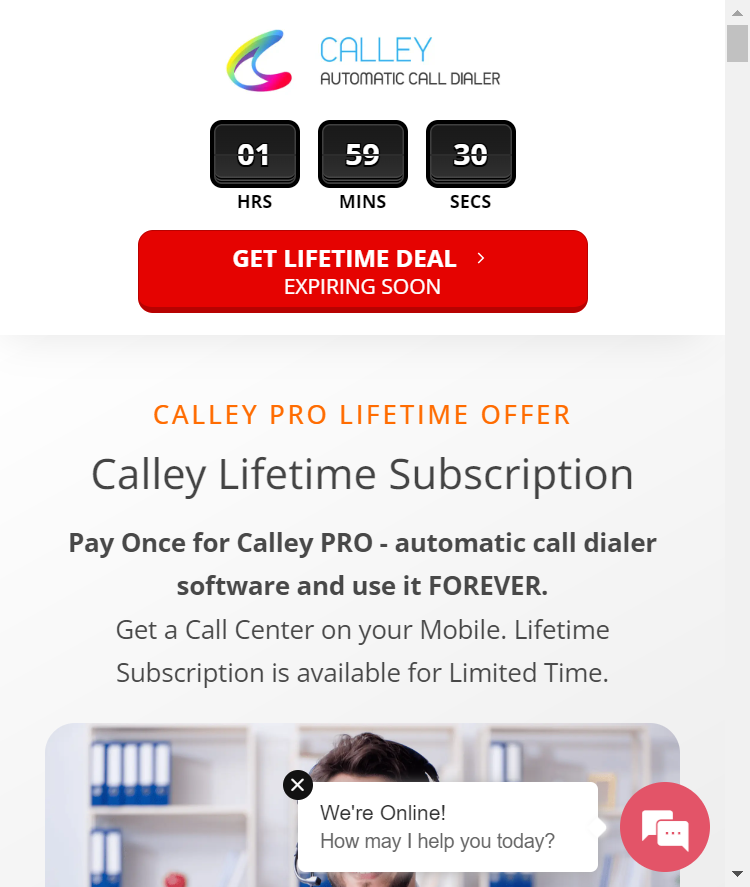 CALLEY
AUTOMATIC CALL DIALER
01 59 30
HRS MINS SECS
GET LIFETIME DEAL
EXPIRING SOON
CALLEY PRO LIFETIME OFFER
Calley Lifetime Subscription
Pay Once for Calley PRO - automatic call dialer
software and use it FOREVER.
Get a Call Center on your Mobile. Lifetime
Subscription is available for Limited Time.
We're Online!
How may I help you today?